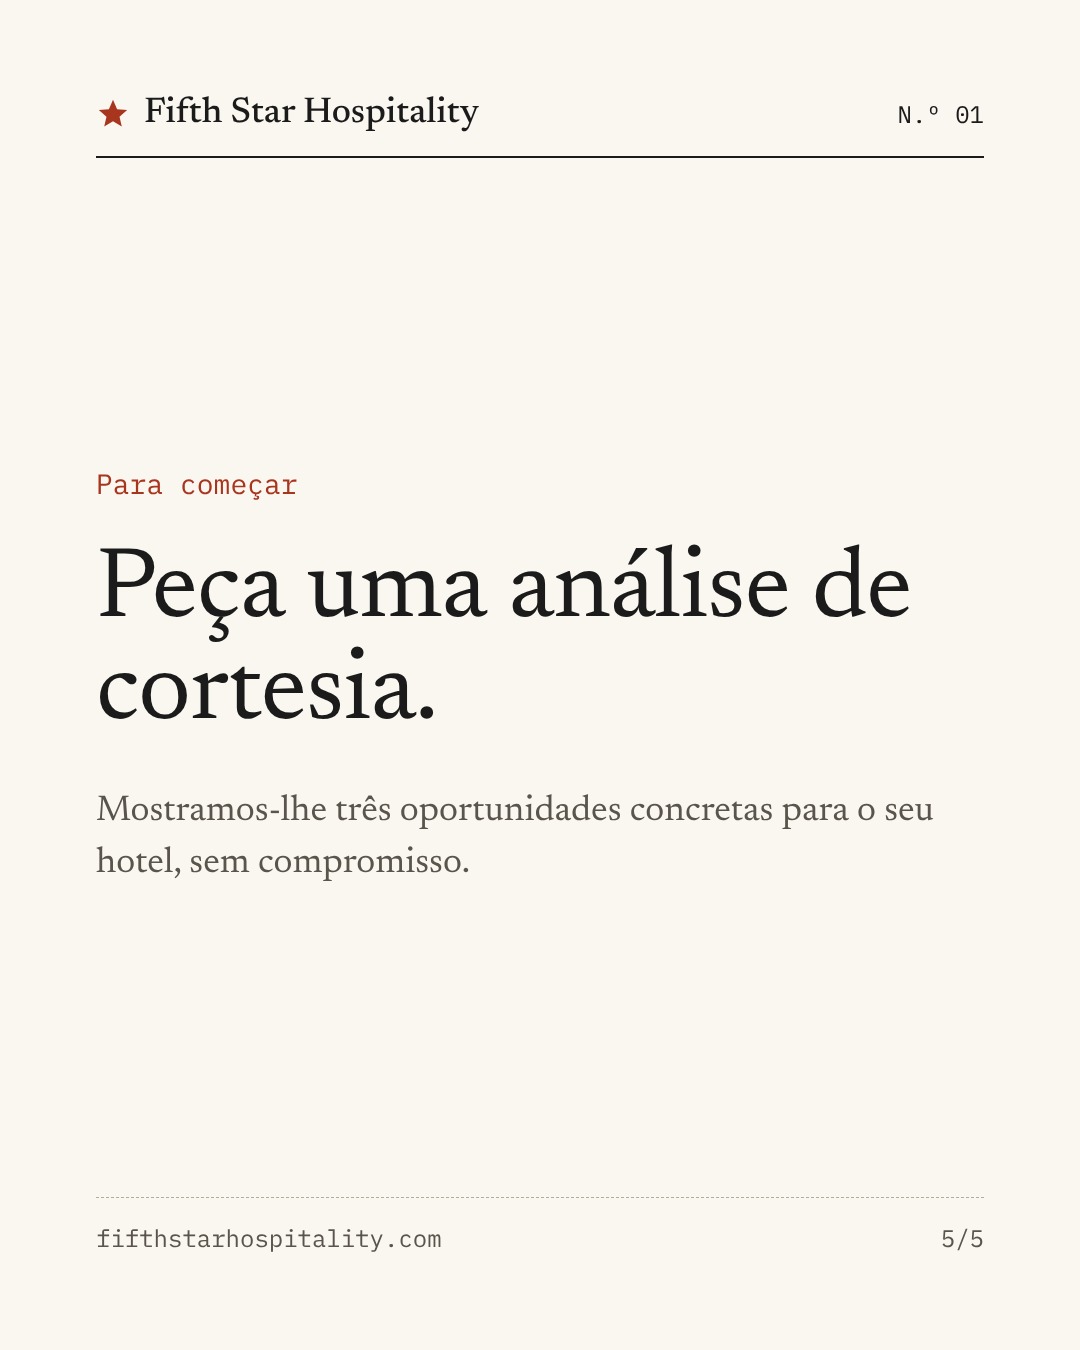 Fifth Star Hospitality
N.º 01
Para começar
Peça uma análise de
cortesia.
Mostramos-lhe três oportunidades concretas para o seu
hotel, sem compromisso.
fifthstarhospitality.com
5/5